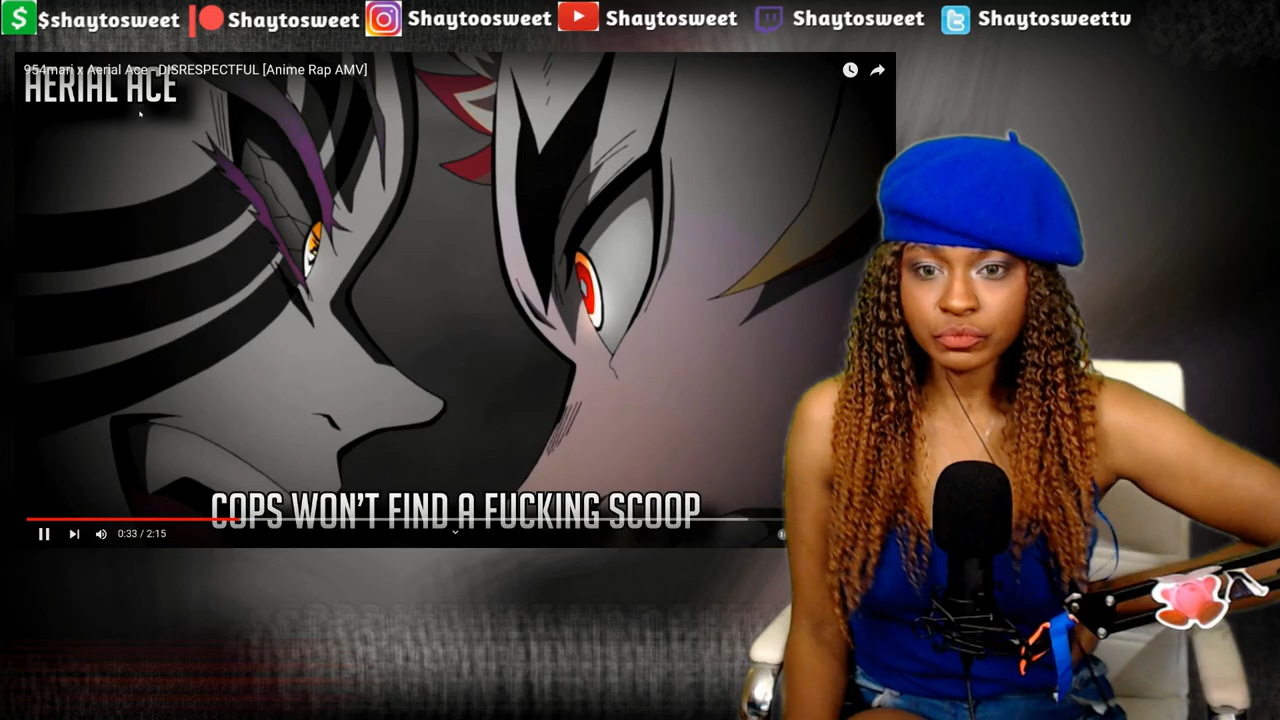 $shaytosweet Shaytosweet Shaytoosweet Shaytosweet Shaytosweet Shaytosweettv
954mari x Aerial Ace - DISRESPECTFUL [Anime Rap AMV]
AERIAL ACE
COPS WON'T FIND A FUCKING SCOOP
0:33 / 2:15